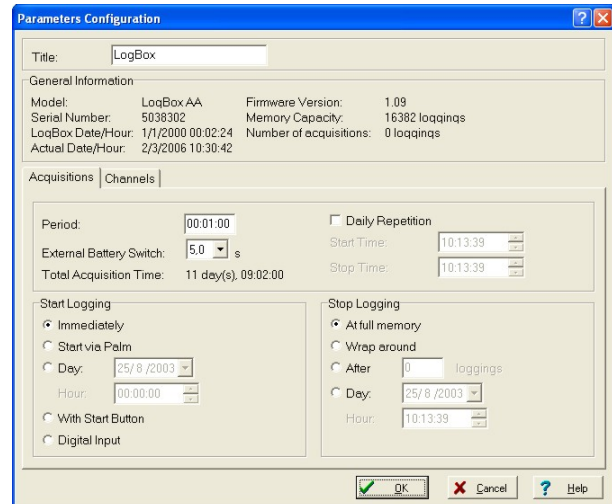 Parameters Configuration
Title: LogBox
General Information
Model: LogBox AA Firmware Version: 1.09
Serial Number: 5038302 Memory Capacity: 16382 loggings
LogBox Date/Hour: 1/1/2000 00:02:24 Number of acquisitions: 0 loggings
Actual Date/Hour: 2/3/2006 10:30:42
Acquisitions Channels
Period: 00:01:00 Daily Repetition
External Battery Switch: 5,0 s Start Time: 10:13:39
Total Acquisition Time: 11 day(s), 09:02:00 Stop Time: 10:13:39
Start Logging
Immediately
Start via Palm
Day: 25/ 8 /2003
Hour: 00:00:00
With Start Button
Digital Input
Stop Logging
At full memory
Wrap around
After 0 loggings
Day: 25/ 8 /2003
Hour: 10:13:39
OK Cancel ? Help